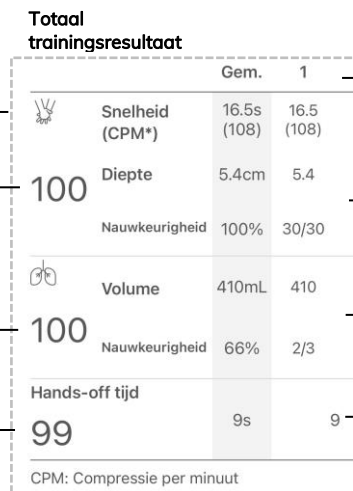 Totaal
trainingsresultaat
Gem. 1
Snelheid 16.5s 16.5
(CPM*) (108) (108)
100 Diepte 5.4cm 5.4
Nauwkeurigheid 100% 30/30
Volume 410mL 410
100 Nauwkeurigheid 66% 2/3
Hands-off tijd
99 9s 9
CPM: Compressie per minuut